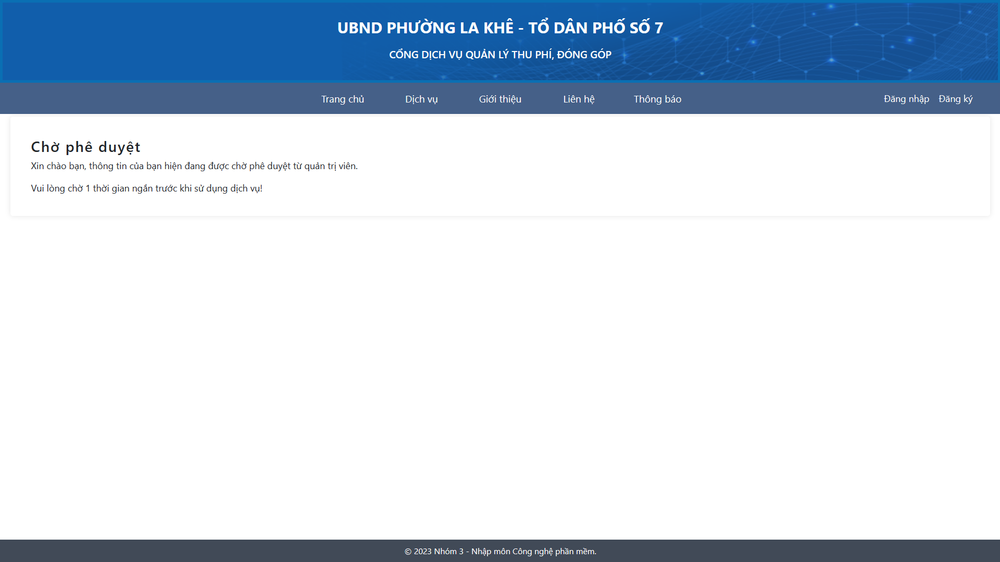 UBND PHƯỜNG LA KHÊ - TỔ DÂN PHỐ SỐ 7
CỔNG DỊCH VỤ QUẢN LÝ THU PHÍ, ĐÓNG GÓP
Trang chủ Dịch vụ Giới thiệu Liên hệ Thông báo Đăng nhập Đăng ký
Chờ phê duyệt
Xin chào bạn, thông tin của bạn hiện đang được chờ phê duyệt từ quản trị viên.
Vui lòng chờ 1 thời gian ngắn trước khi sử dụng dịch vụ!
© 2023 Nhóm 3 - Nhập môn Công nghệ phần mềm.